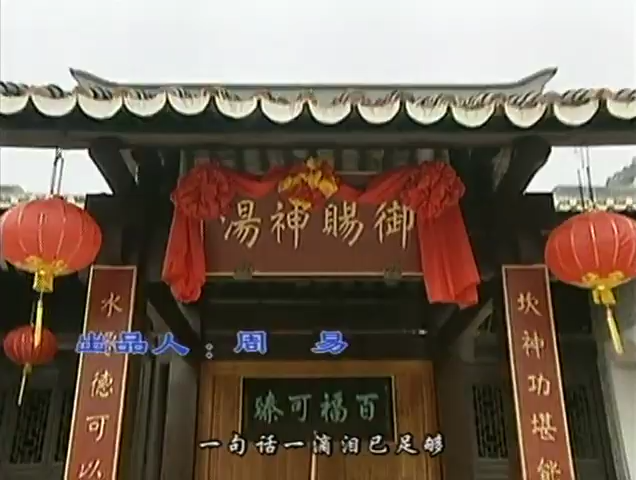 御賜神湯
坎神功堪
水
德可以
出品人：周 易
百福可臻
一句话一滴泪已足够